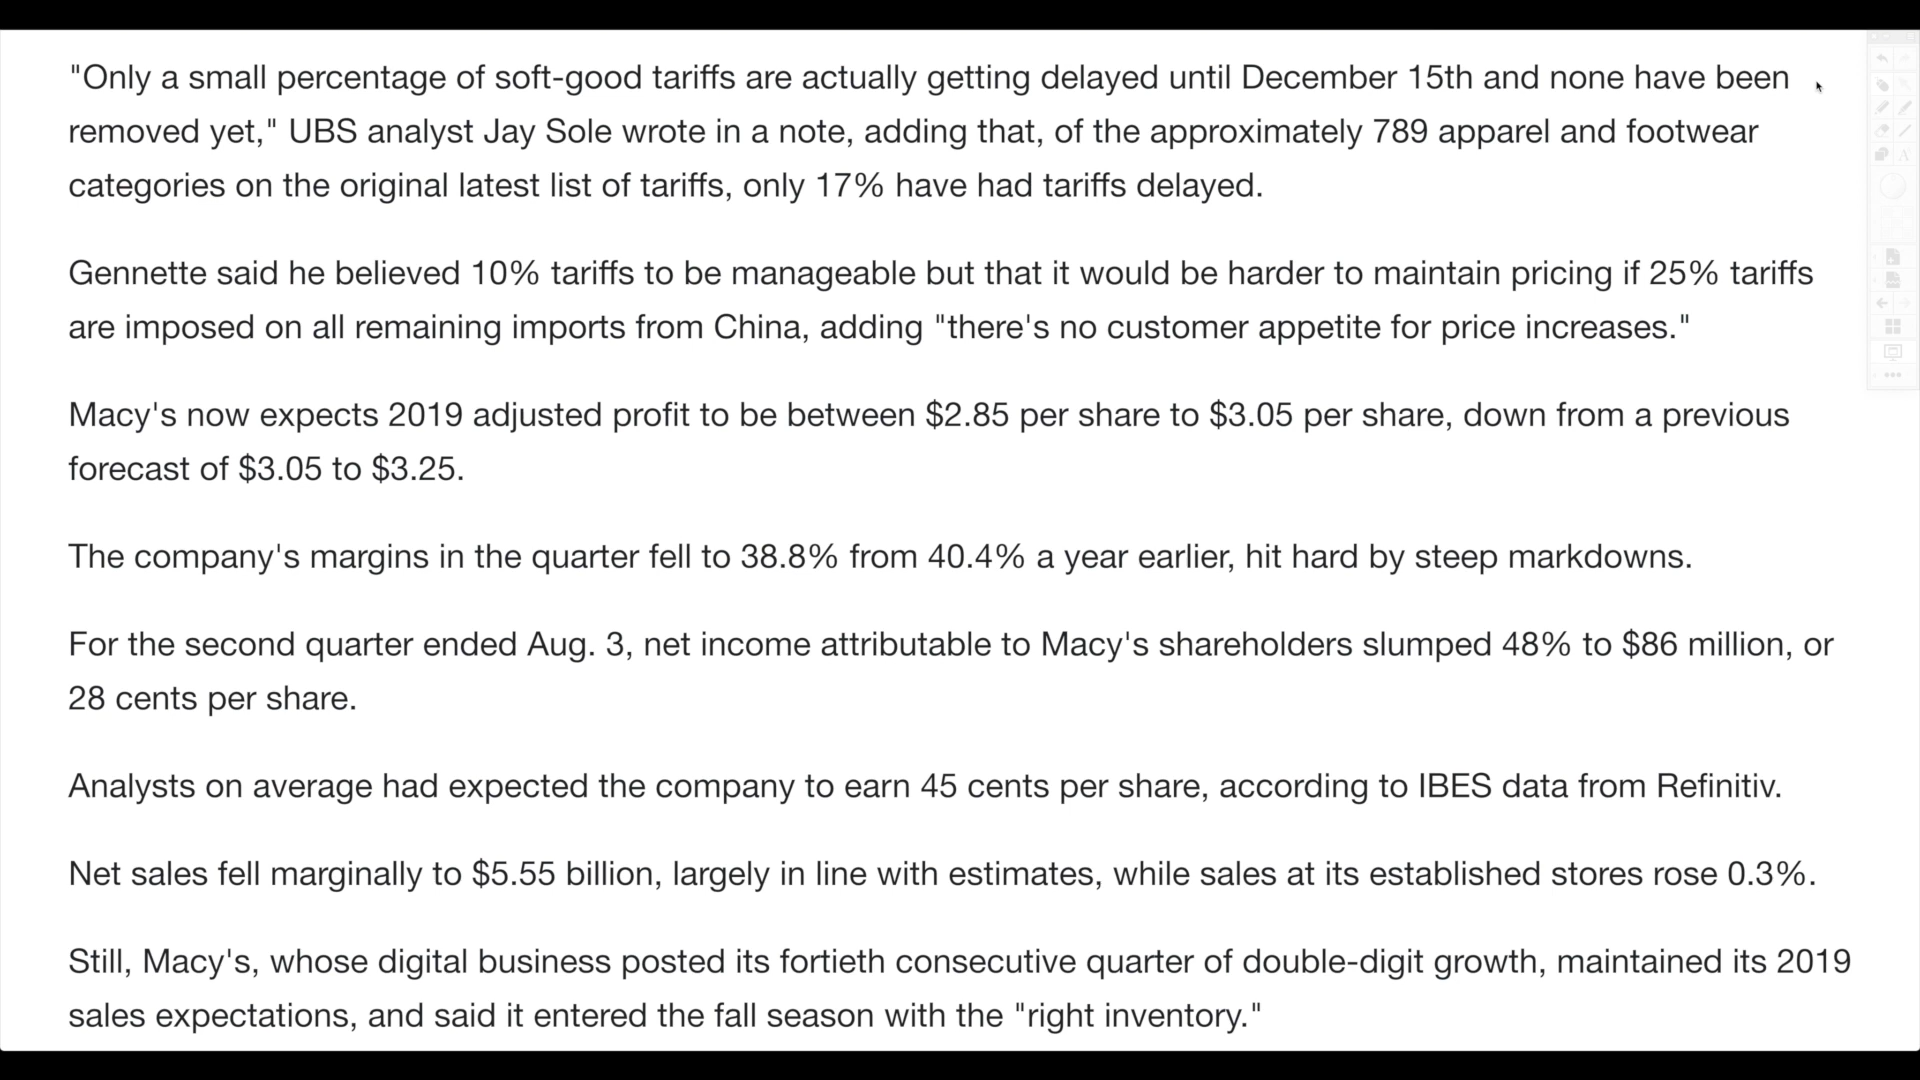 "Only a small percentage of soft-good tariffs are actually getting delayed until December 15th and none have been
removed yet," UBS analyst Jay Sole wrote in a note, adding that, of the approximately 789 apparel and footwear
categories on the original latest list of tariffs, only 17% have had tariffs delayed.
Gennette said he believed 10% tariffs to be manageable but that it would be harder to maintain pricing if 25% tariffs
are imposed on all remaining imports from China, adding "there's no customer appetite for price increases."
Macy's now expects 2019 adjusted profit to be between $2.85 per share to $3.05 per share, down from a previous
forecast of $3.05 to $3.25.
The company's margins in the quarter fell to 38.8% from 40.4% a year earlier, hit hard by steep markdowns.
For the second quarter ended Aug. 3, net income attributable to Macy's shareholders slumped 48% to $86 million, or
28 cents per share.
Analysts on average had expected the company to earn 45 cents per share, according to IBES data from Refinitiv.
Net sales fell marginally to $5.55 billion, largely in line with estimates, while sales at its established stores rose 0.3%.
Still, Macy's, whose digital business posted its fortieth consecutive quarter of double-digit growth, maintained its 2019
sales expectations, and said it entered the fall season with the "right inventory."